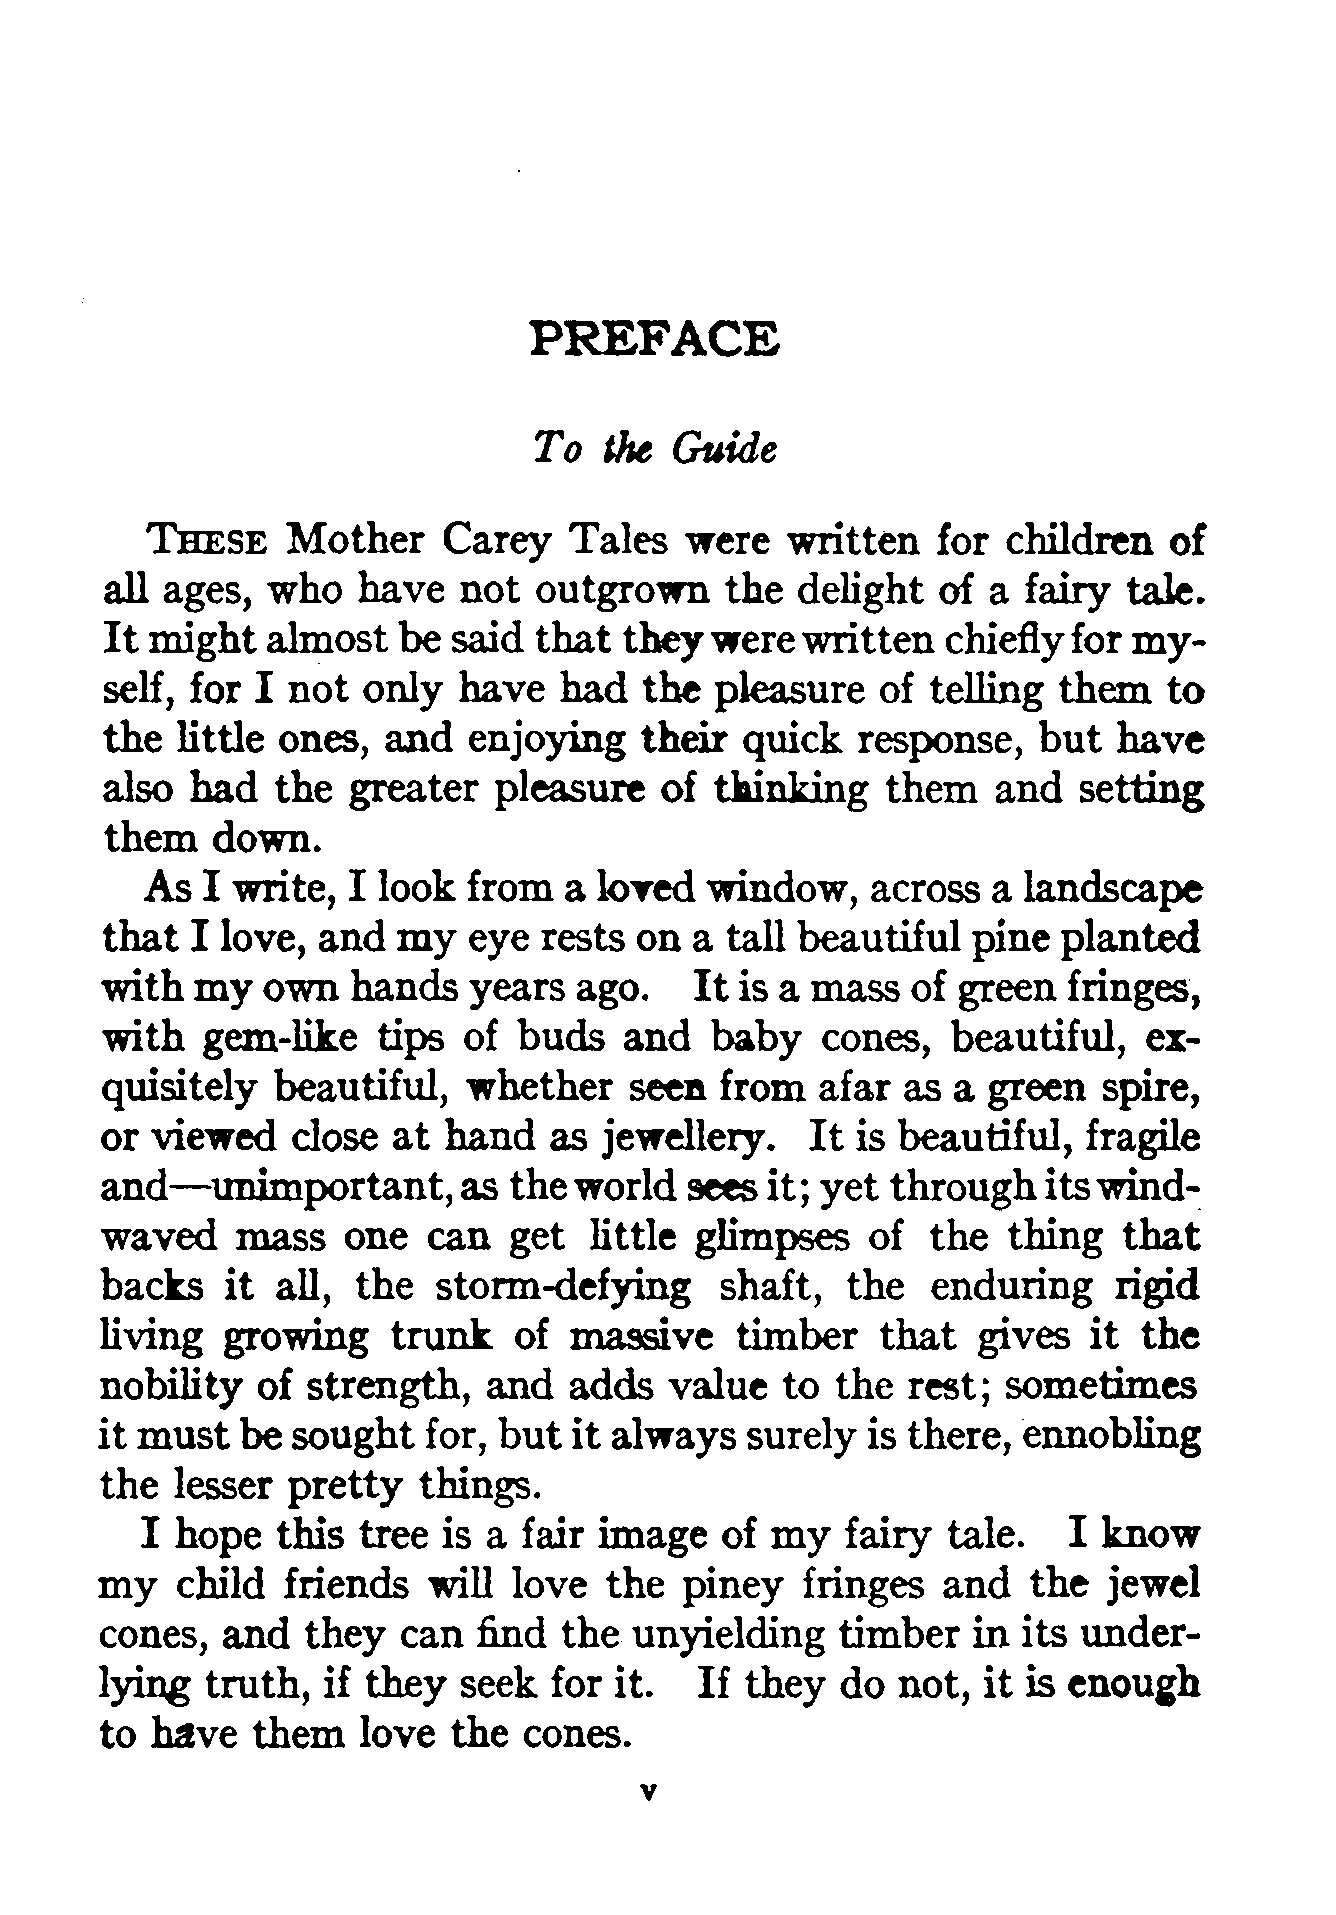 PREFACE
To the Guide
THESE Mother Carey Tales were written for children of
all ages, who have not outgrown the delight of a fairy tale.
It might almost be said that they were written chiefly for my-
self, for I not only have had the pleasure of telling them to
the little ones, and enjoying their quick response, but have
also had the greater pleasure of thinking them and setting
them down.
As I write, I look from a loved window, across a landscape
that I love, and my eye rests on a tall beautiful pine planted
with my own hands years ago. It is a mass of green fringes,
with gem-like tips of buds and baby cones, beautiful, ex-
quisitely beautiful, whether seen from afar as a green spire,
or viewed close at hand as jewellery. It is beautiful, fragile
and—unimportant, as the world sees it; yet through its wind-
waved mass one can get little glimpses of the thing that
backs it all, the storm-defying shaft, the enduring rigid
living growing trunk of massive timber that gives it the
nobility of strength, and adds value to the rest; sometimes
it must be sought for, but it always surely is there, ennobling
the lesser pretty things.
I hope this tree is a fair image of my fairy tale. I know
my child friends will love the piney fringes and the jewel
cones, and they can find the unyielding timber in its under-
lying truth, if they seek for it. If they do not, it is enough
to have them love the cones.
v